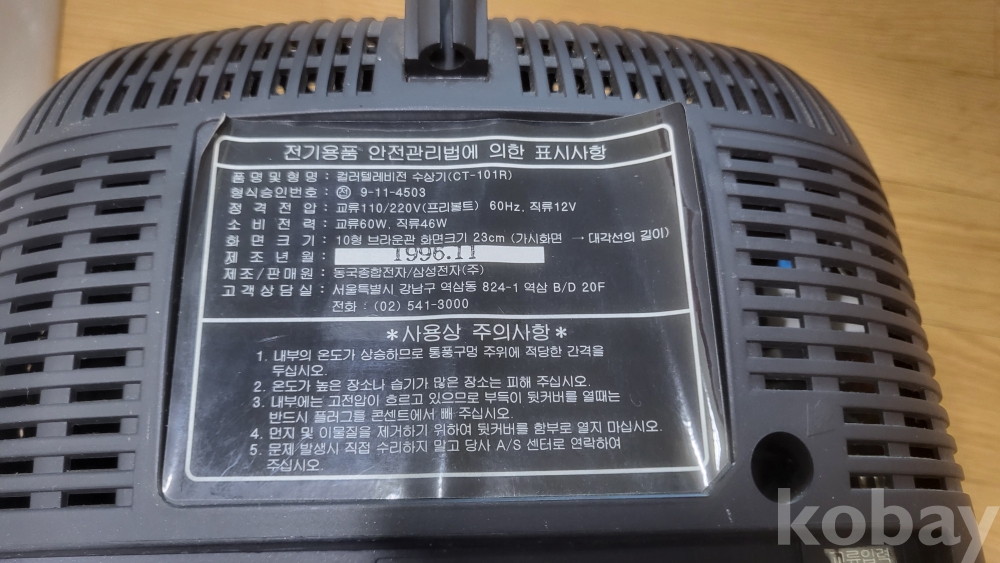 전기용품 안전관리법에 의한 표시사항
품명및형명 : 컬러텔레비전 수상기(CT-101R)
형식승인번호 : 전 9-11-4503
정격전압 : 교류110/220V(프리볼트) 60Hz, 직류12V
소비전력 : 교류60W, 직류46W
화면크기 : 10형 브라운관 화면크기 23cm (가시화면 → 대각선의 길이)
제조년월 : 1996.11
제조/판매원 : 동국종합전자/삼성전자(주)
고객상담실 : 서울특별시 강남구 역삼동 824-1 역삼 B/D 20F
전화 : (02) 541-3000
*사용상 주의사항*
1. 내부의 온도가 상승하므로 통풍구멍 주위에 적당한 간격을
두십시오.
2. 온도가 높은 장소나 습기가 많은 장소는 피해 주십시오.
3. 내부에는 고전압이 흐르고 있으므로 부득이 뒷커버를 열때는
반드시 플러그를 콘센트에서 빼 주십시오.
4. 먼지 및 이물질을 제거하기 위하여 뒷커버를 함부로 열지 마십시오.
5. 문제 발생시 직접 수리하지 말고 당사 A/S 센터로 연락하여
주십시오.
kobay